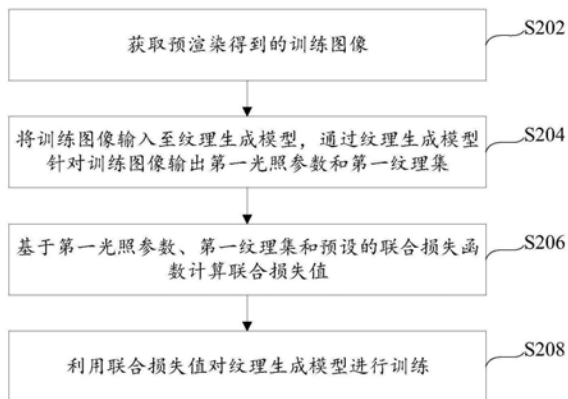 获取预渲染得到的训练图像
S202
将训练图像输入至纹理生成模型，通过纹理生成模型
针对训练图像输出第一光照参数和第一纹理集
S204
基于第一光照参数、第一纹理集和预设的联合损失函
数计算联合损失值
S206
利用联合损失值对纹理生成模型进行训练
S208